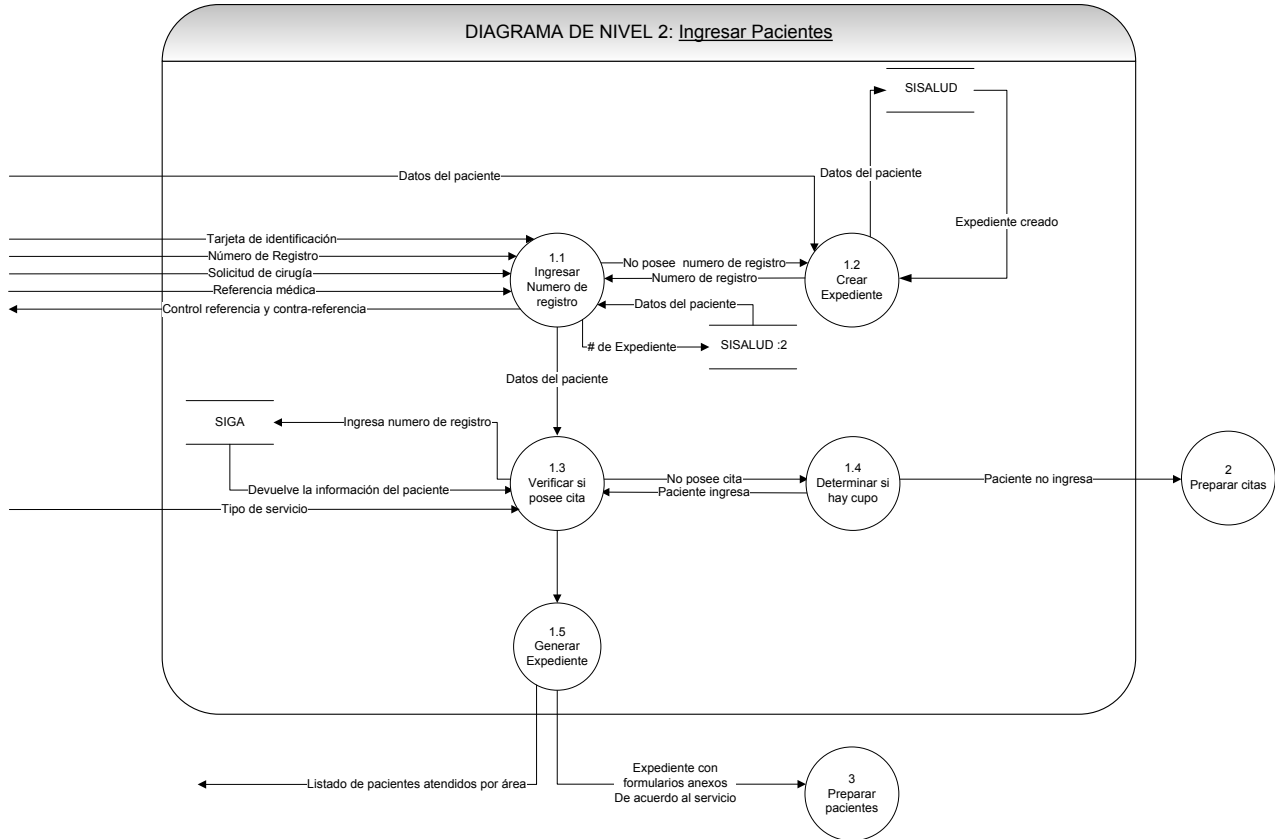 DIAGRAMA DE NIVEL 2: Ingresar Pacientes
SISALUD
Datos del paciente
Datos del paciente
Expediente creado
Tarjeta de identificación
Número de Registro
Solicitud de cirugía
Referencia médica
Control referencia y contra-referencia
1.1
Ingresar
Numero de
registro
No posee numero de registro
Numero de registro
1.2
Crear
Expediente
Datos del paciente
# de Expediente
SISALUD :2
Datos del paciente
SIGA
Ingresa numero de registro
Devuelve la información del paciente
Tipo de servicio
1.3
Verificar si
posee cita
No posee cita
Paciente ingresa
1.4
Determinar si
hay cupo
Paciente no ingresa
2
Preparar citas
1.5
Generar
Expediente
Listado de pacientes atendidos por área
Expediente con
formularios anexos
De acuerdo al servicio
3
Preparar
pacientes